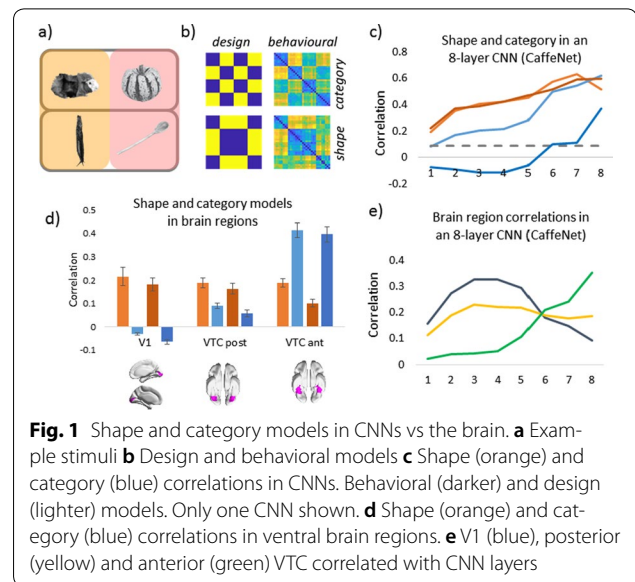 a)
b)
design behavioural
category
shape
c)
Shape and category in an
8-layer CNN (CaffeNet)
Correlation
0.8
0.6
0.4
0.2
0
-0.2
1 2 3 4 5 6 7 8
d)
Shape and category models
in brain regions
Correlation
0.5
0.4
0.3
0.2
0.1
0
-0.1
V1 VTC post VTC ant
e)
Brain region correlations in
an 8-layer CNN (CaffeNet)
Correlation
0.4
0.3
0.2
0.1
0
1 2 3 4 5 6 7 8
Fig. 1 Shape and category models in CNNs vs the brain. a Exam-
ple stimuli b Design and behavioral models c Shape (orange) and
category (blue) correlations in CNNs. Behavioral (darker) and design
(lighter) models. Only one CNN shown. d Shape (orange) and cat-
egory (blue) correlations in ventral brain regions. e V1 (blue), posterior
(yellow) and anterior (green) VTC correlated with CNN layers